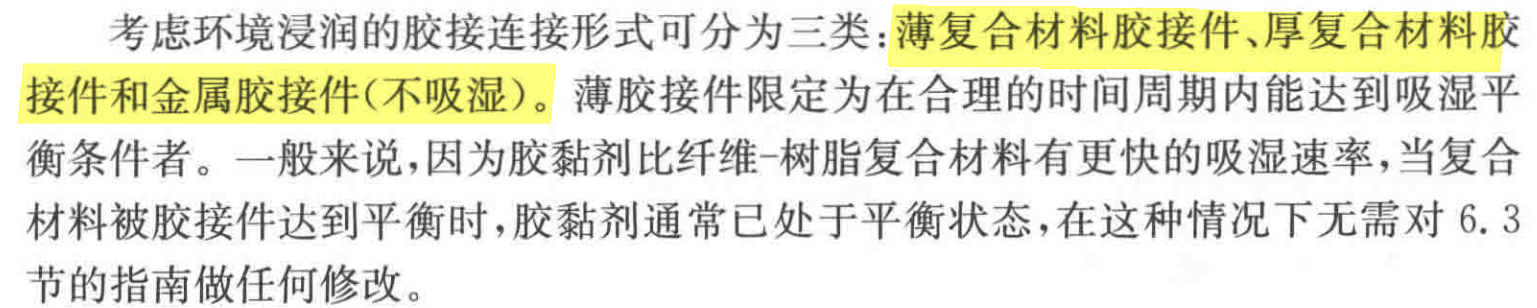 考虑环境浸润的胶接连接形式可分为三类:薄复合材料胶接件、厚复合材料胶
接件和金属胶接件(不吸湿)。薄胶接件限定为在合理的时间周期内能达到吸湿平
衡条件者。一般来说,因为胶黏剂比纤维-树脂复合材料有更快的吸湿速率,当复合
材料被胶接件达到平衡时,胶黏剂通常已处于平衡状态,在这种情况下无需对 6.3
节的指南做任何修改。